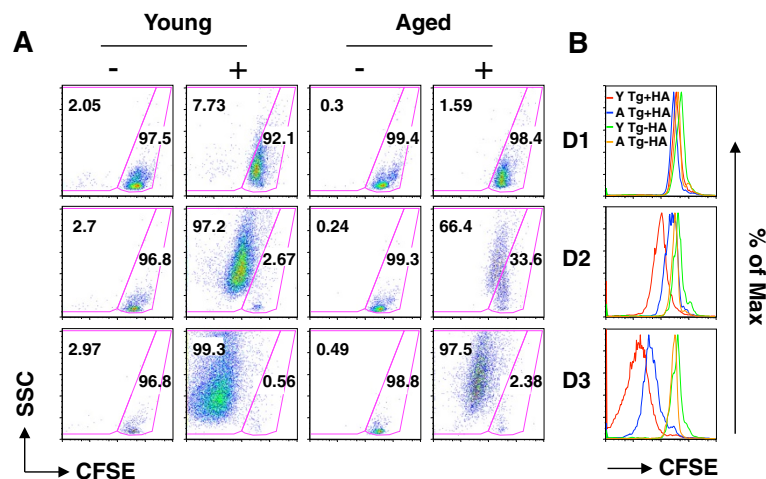 A Young Aged B
- + - +
2.05 97.5 7.73 92.1 0.3 99.4 1.59 98.4 D1
Y Tg+HA
A Tg+HA
Y Tg-HA
A Tg-HA
2.7 96.8 97.2 2.67 0.24 99.3 66.4 33.6 D2
2.97 96.8 99.3 0.56 0.49 98.8 97.5 2.38 D3
% of Max
SSC
CFSE
CFSE